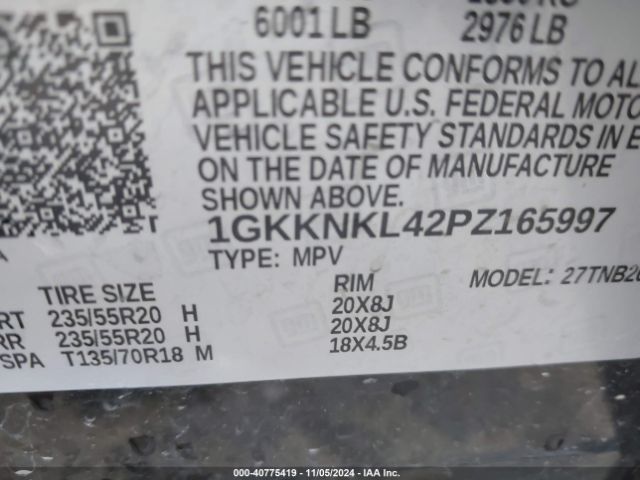 6001 LB
2976 LB
THIS VEHICLE CONFORMS TO AL
APPLICABLE U.S. FEDERAL MOTO
VEHICLE SAFETY STANDARDS IN E
ON THE DATE OF MANUFACTURE
SHOWN ABOVE.
1GKKNKL42PZ165997
TYPE: MPV
MODEL: 27TNB26
TIRE SIZE RIM
RT 235/55R20 H 20X8J
RR 235/55R20 H 20X8J
SPA T135/70R18 M 18X4.5B
000-40775419 - 11/05/2024 - IAA Inc.